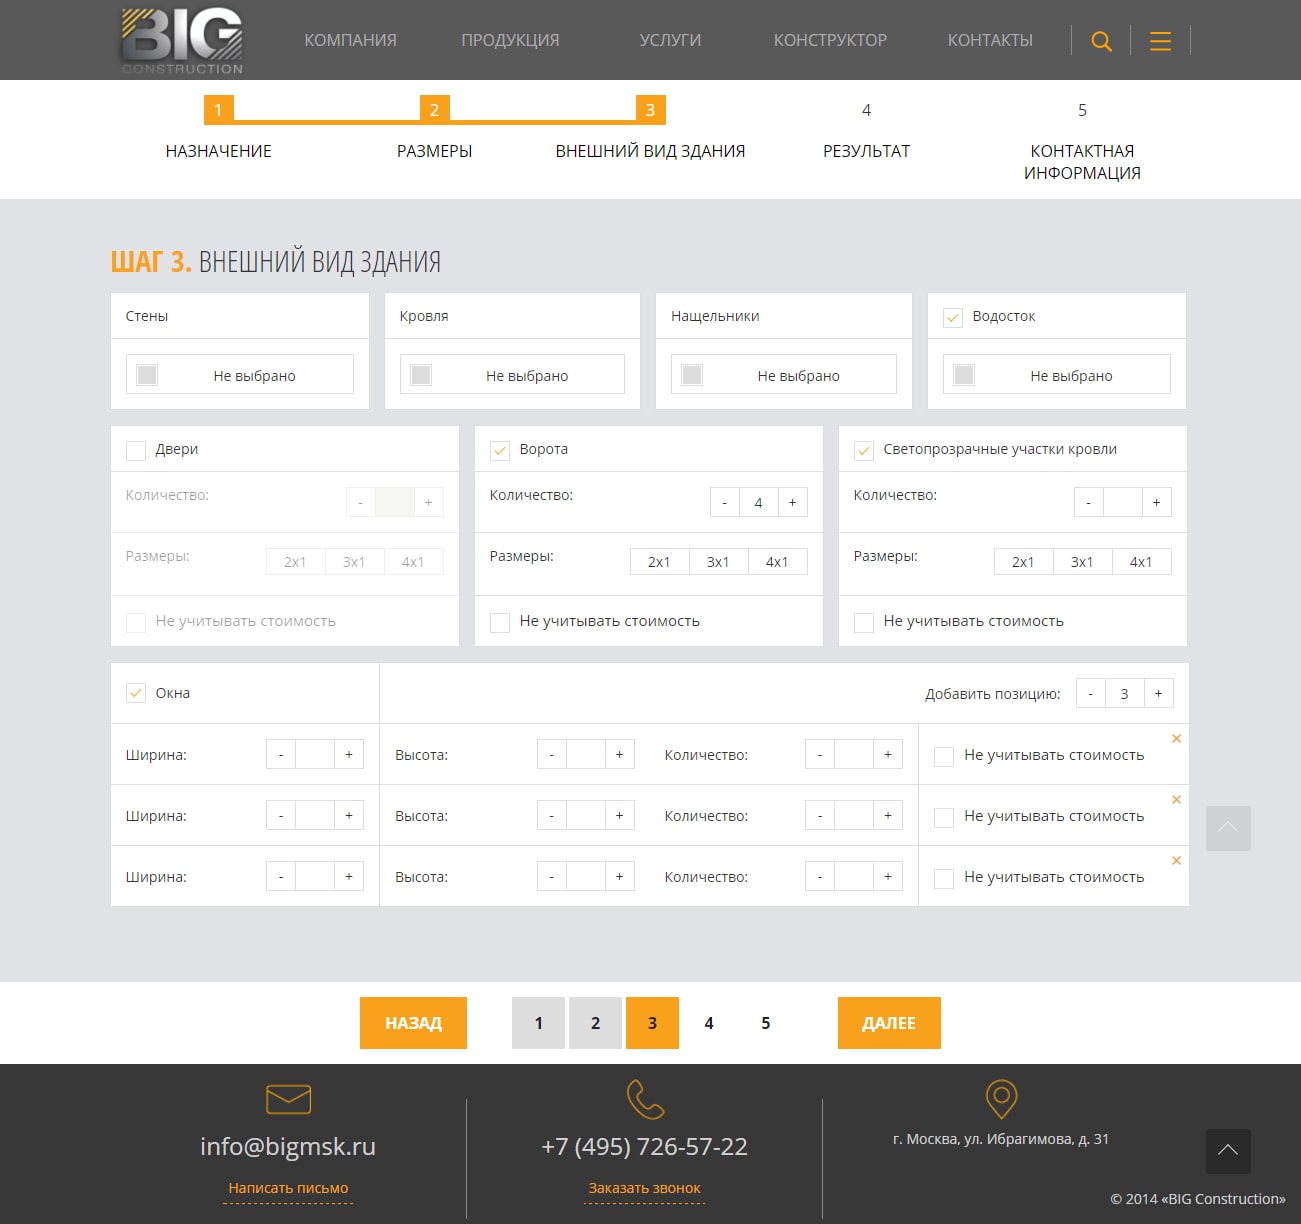 BIG
CONSTRUCTION
КОМПАНИЯ ПРОДУКЦИЯ УСЛУГИ КОНСТРУКТОР КОНТАКТЫ
1 2 3 4 5
НАЗНАЧЕНИЕ РАЗМЕРЫ ВНЕШНИЙ ВИД ЗДАНИЯ РЕЗУЛЬТАТ КОНТАКТНАЯ
ИНФОРМАЦИЯ
ШАГ 3. ВНЕШНИЙ ВИД ЗДАНИЯ
Стены Кровля Нащельники Водосток
Не выбрано Не выбрано Не выбрано Не выбрано
Двери Ворота Светопрозрачные участки кровли
Количество: - + Количество: - 4 + Количество: - +
Размеры: 2x1 3x1 4x1 Размеры: 2x1 3x1 4x1 Размеры: 2x1 3x1 4x1
Не учитывать стоимость Не учитывать стоимость Не учитывать стоимость
Окна Добавить позицию: - 3 +
Ширина: - + Высота: - + Количество: - + Не учитывать стоимость
Ширина: - + Высота: - + Количество: - + Не учитывать стоимость
Ширина: - + Высота: - + Количество: - + Не учитывать стоимость
НАЗАД 1 2 3 4 5 ДАЛЕЕ
info@bigmsk.ru +7 (495) 726-57-22 г. Москва, ул. Ибрагимова, д. 31
Написать письмо Заказать звонок
© 2014 «BIG Construction»